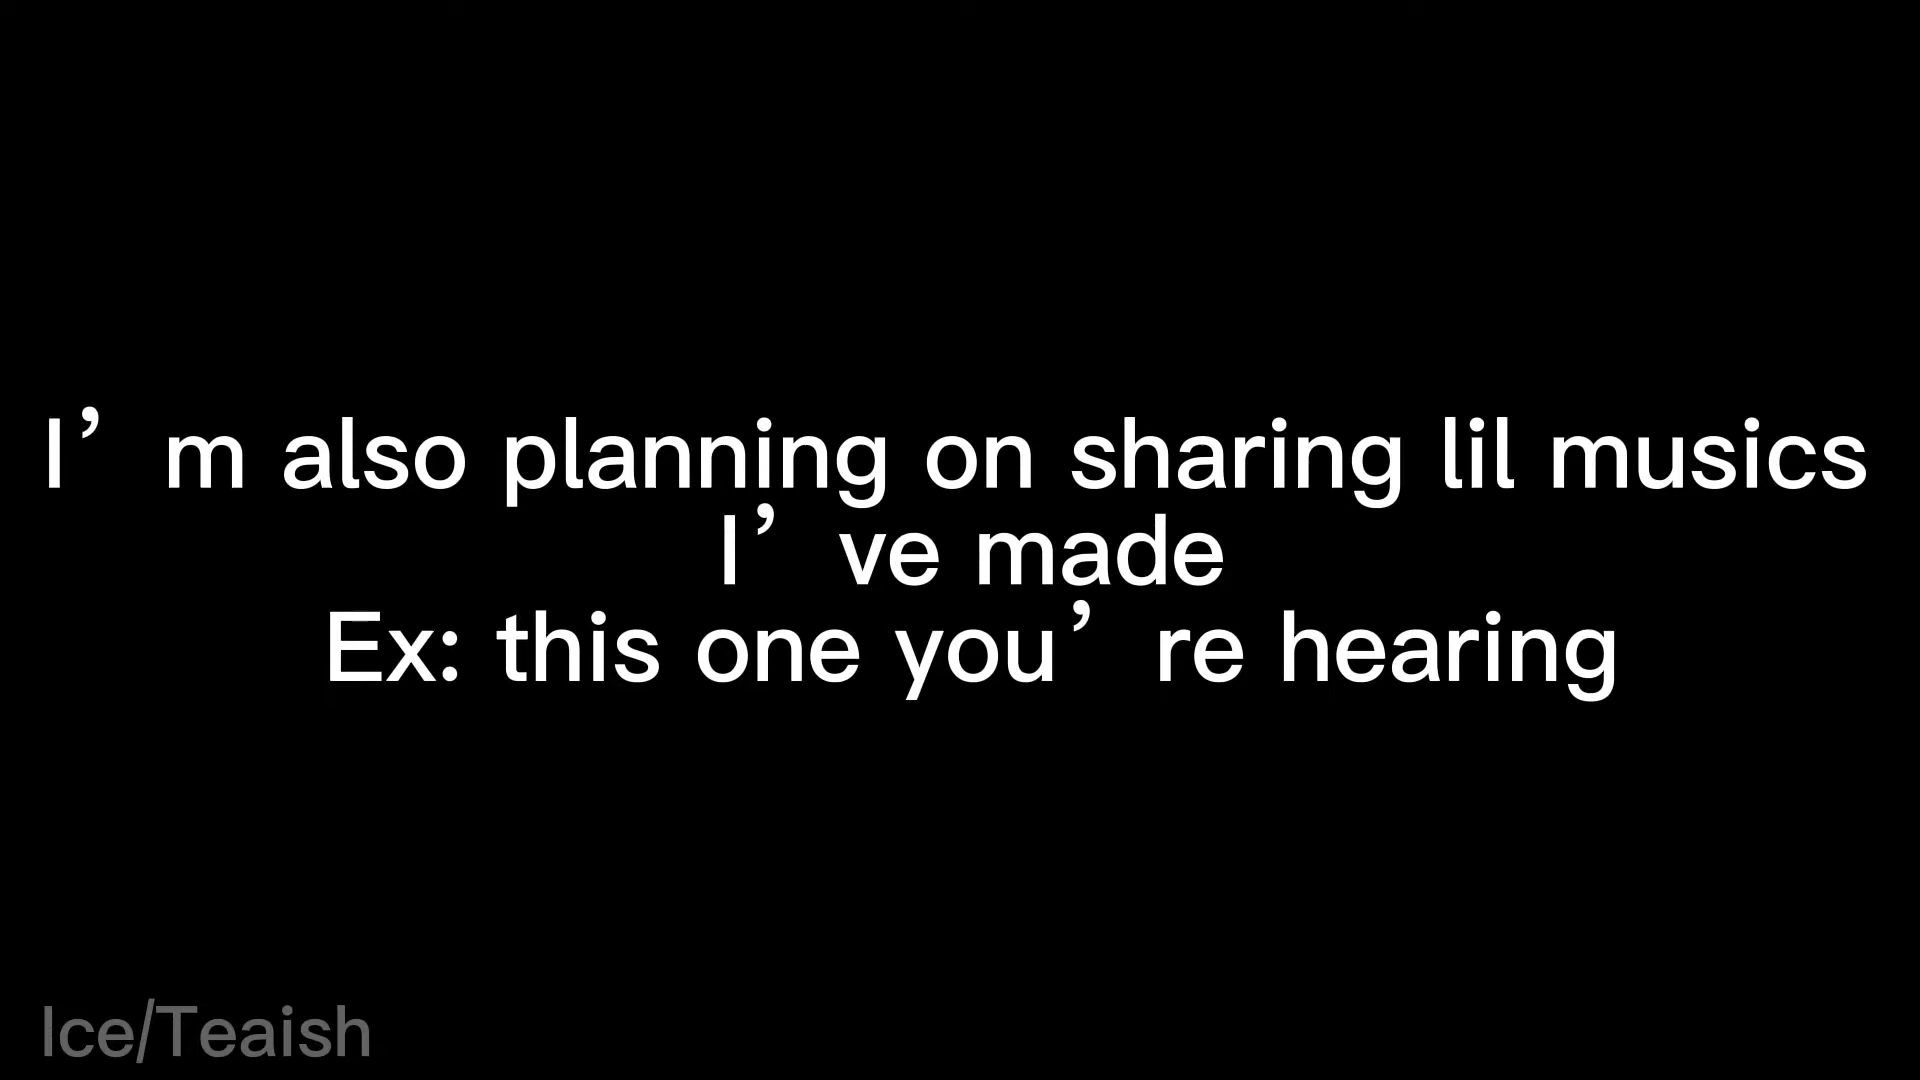 I’m also planning on sharing lil musics
I’ve made
Ex: this one you’re hearing
Ice/Teaish